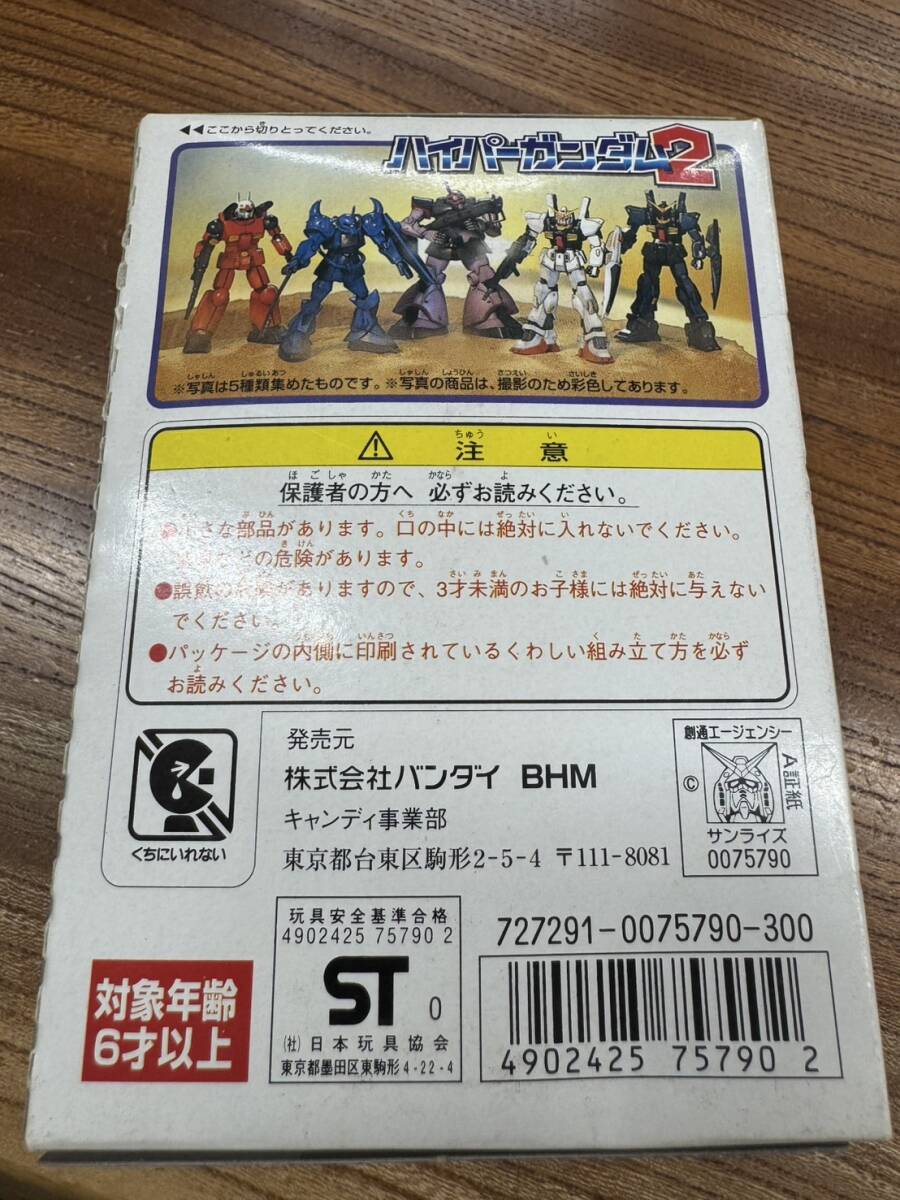 ◀◀ここから切りとってください。
ハイパーガンダム2
※写真は5種類集めたものです。※写真の商品は、撮影のため彩色してあります。
⚠ 注意
保護者の方へ 必ずお読みください。
●小さな部品があります。口の中には絶対に入れないでください。
などの危険があります。
●誤飲の危険がありますので、3才未満のお子様には絶対に与えない
でください。
●パッケージの内側に印刷されているくわしい組み立て方を必ず
お読みください。
くちにいれない
発売元
株式会社バンダイ BHM
キャンディ事業部
東京都台東区駒形2-5-4 〒111-8081
創通エージェンシー
©
A証紙
サンライズ
0075790
対象年齢
6才以上
玩具安全基準合格
4902425 75790 2
ST 0
(社)日本玩具協会
東京都墨田区東駒形4-22-4
727291-0075790-300
4902425 757902